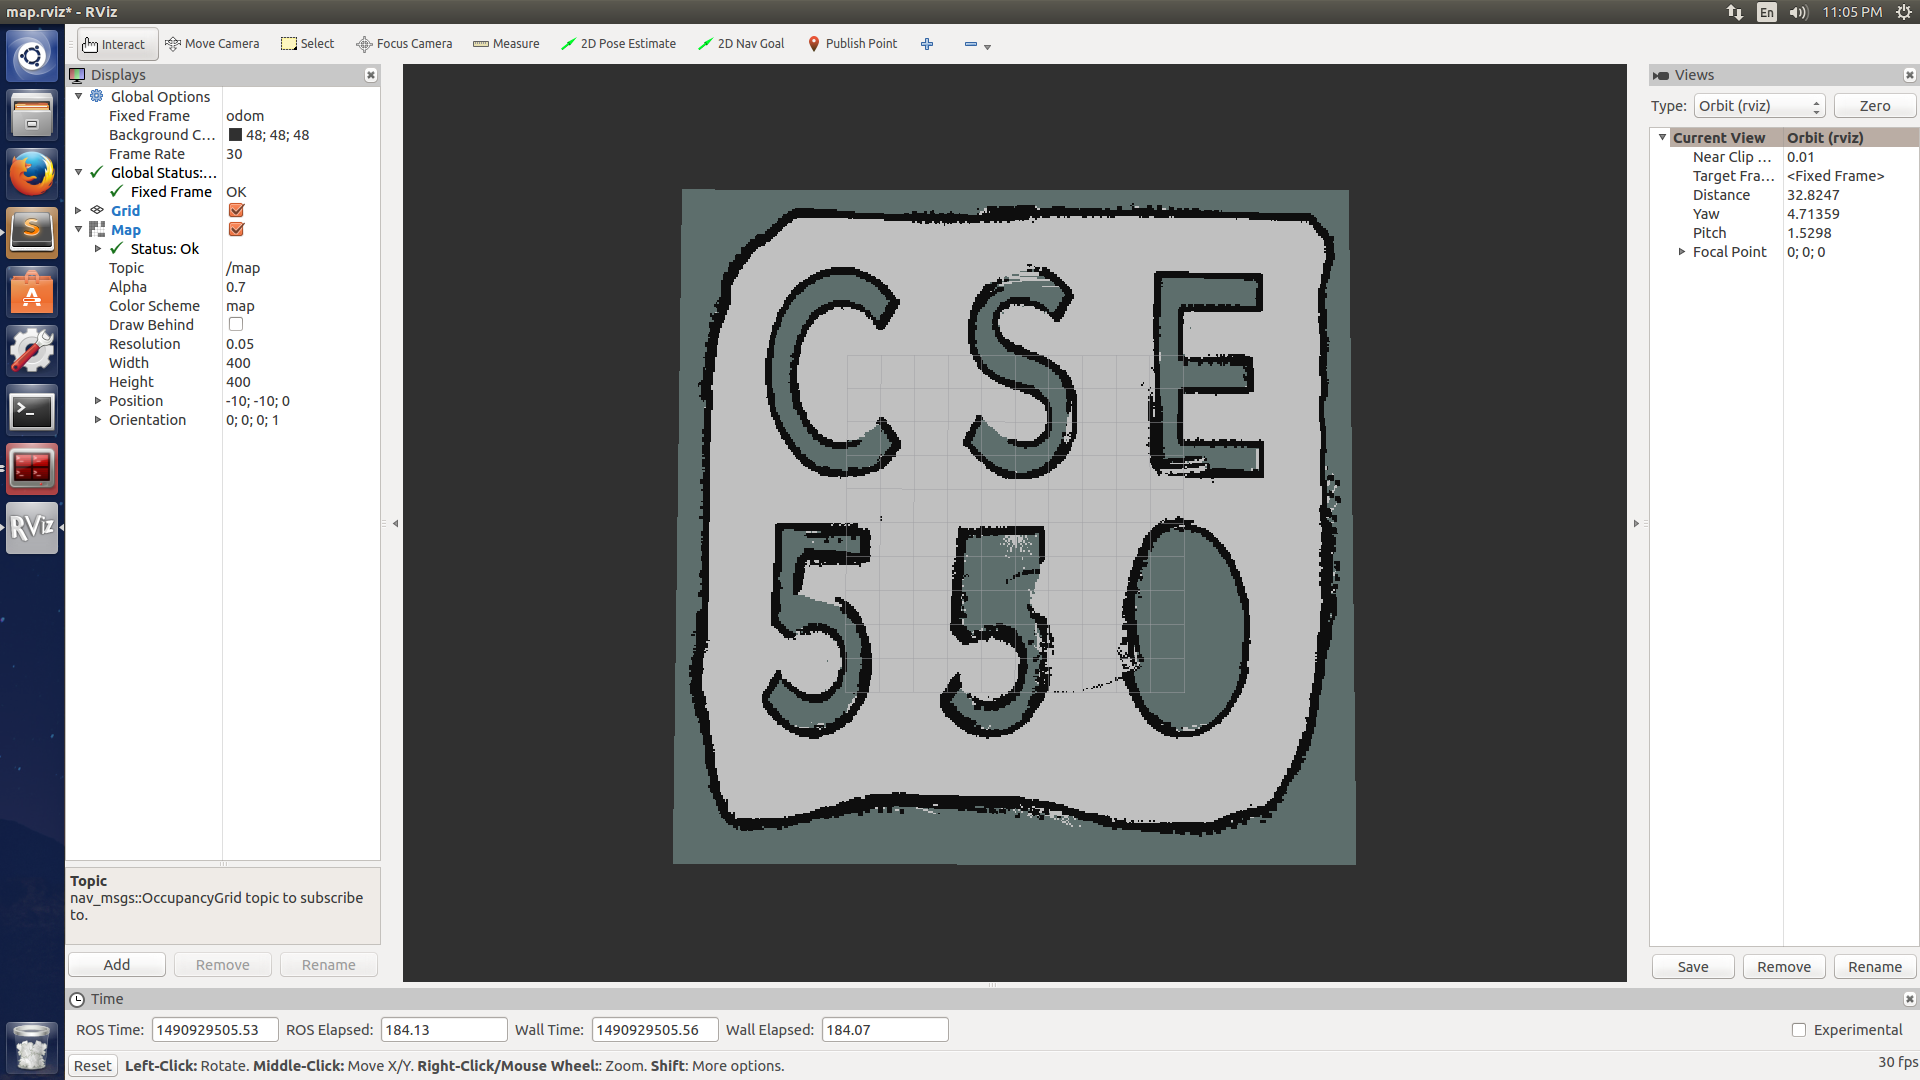 map.rviz* - RViz
En
11:05 PM
Interact
Move Camera
Select
Focus Camera
Measure
2D Pose Estimate
2D Nav Goal
Publish Point
Displays
Global Options
Fixed Frame odom
Background C... 48; 48; 48
Frame Rate 30
Global Status:...
Fixed Frame OK
Grid
Map
Status: Ok
Topic /map
Alpha 0.7
Color Scheme map
Draw Behind
Resolution 0.05
Width 400
Height 400
Position -10; -10; 0
Orientation 0; 0; 0; 1
RViz
Topic
nav_msgs::OccupancyGrid topic to subscribe
to.
Add
Remove
Rename
CSE
550
Views
Type: Orbit (rviz)
Zero
Current View Orbit (rviz)
Near Clip ... 0.01
Target Fra... <Fixed Frame>
Distance 32.8247
Yaw 4.71359
Pitch 1.5298
Focal Point 0; 0; 0
Save
Remove
Rename
Time
ROS Time: 1490929505.53 ROS Elapsed: 184.13 Wall Time: 1490929505.56 Wall Elapsed: 184.07
Experimental
Reset
Left-Click: Rotate. Middle-Click: Move X/Y. Right-Click/Mouse Wheel:: Zoom. Shift: More options.
30 fps